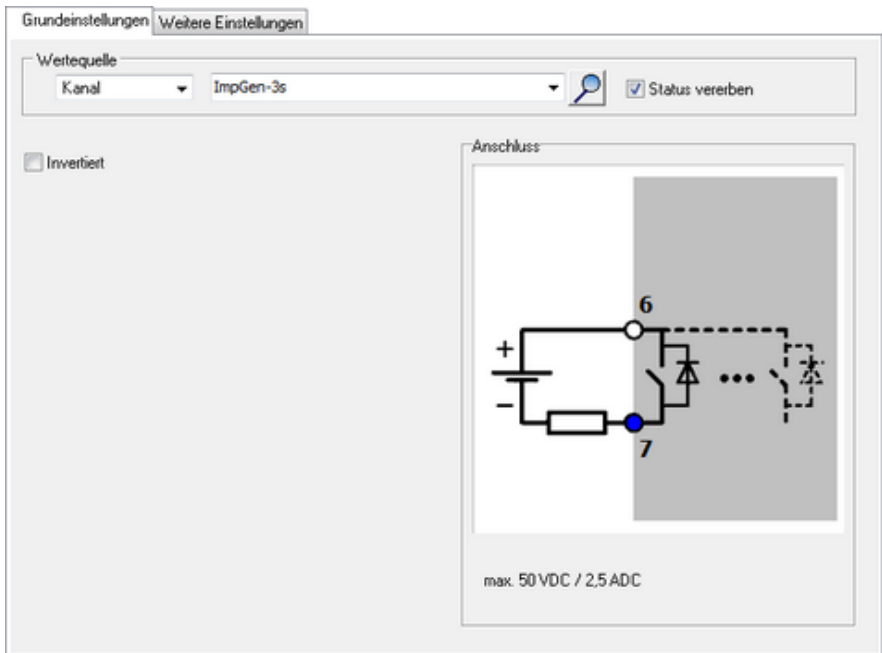 Grundeinstellungen Weitere Einstellungen
Wertequelle
Kanal ImpGen-3s Status vererben
Invertiert
Anschluss
6
+
−
7
max. 50 VDC / 2,5 ADC